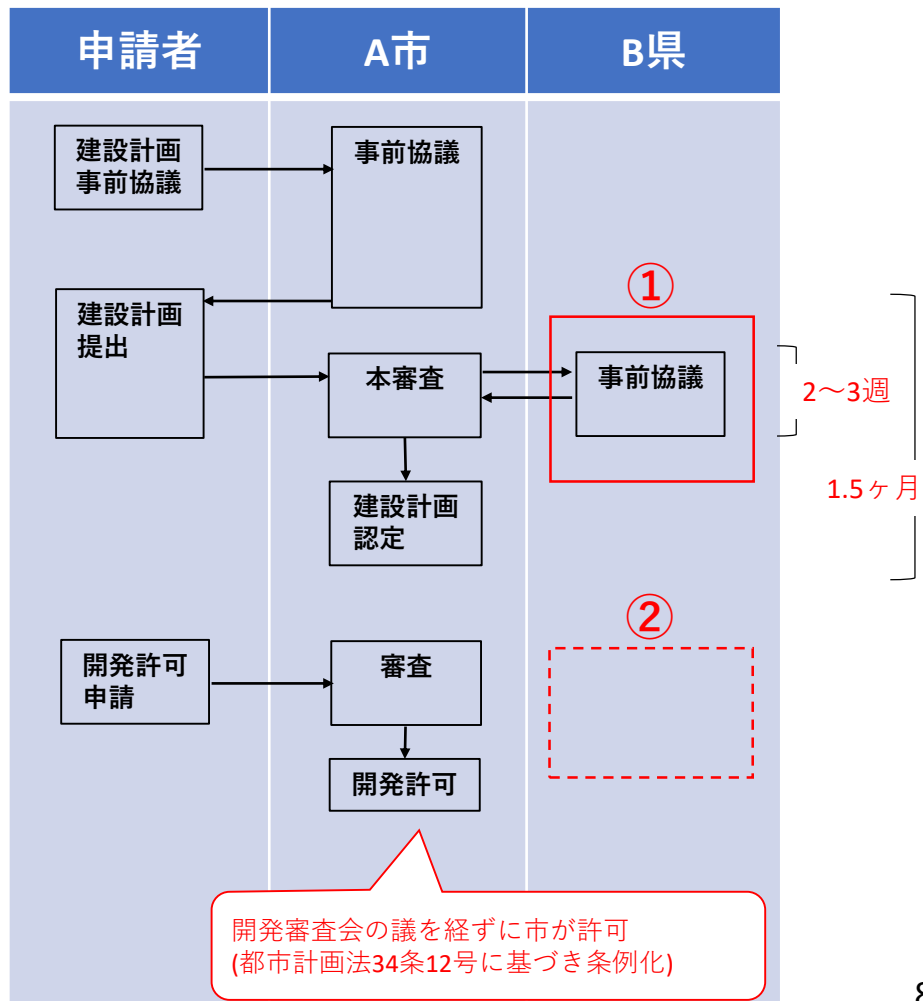 申請者
A市
B県
建設計画
事前協議
事前協議
建設計画
提出
①
本審査
事前協議
2～3週
1.5ヶ月
建設計画
認定
②
開発許可
申請
審査
開発許可
開発審査会の議を経ずに市が許可
(都市計画法34条12号に基づき条例化)